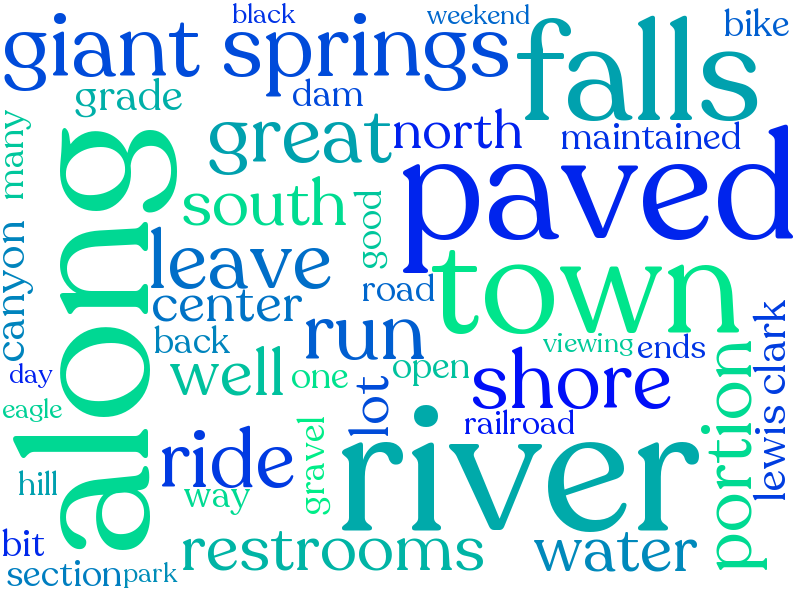 black
weekend
bike
giant springs
falls
grade
dam
many
great
north
maintained
along
south
good
paved
canyon
leave
town
center
road
run
back
viewing
ends
lewis clark
day
well
one
open
shore
portion
eagle
lot
railroad
ride
gravel
river
hill
way
bit
restrooms
water
section
park